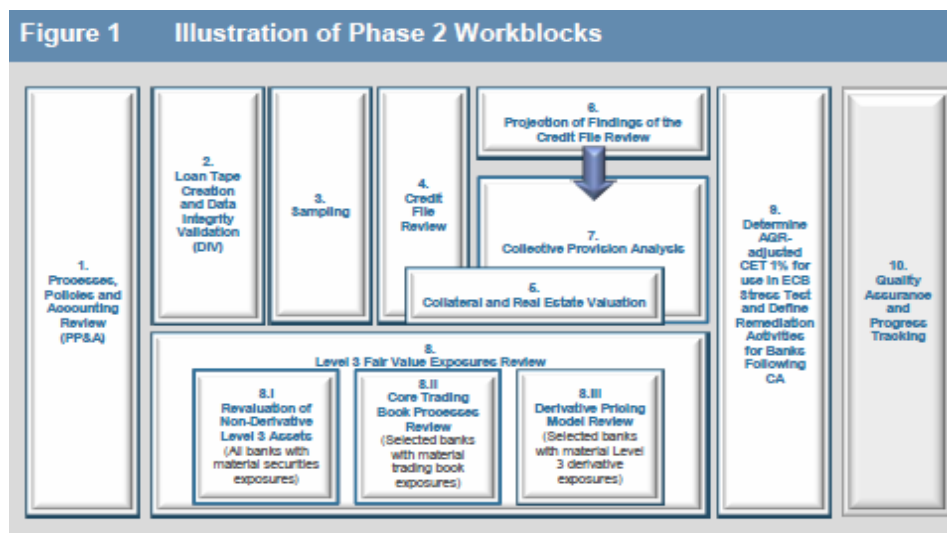 Figure 1 Illustration of Phase 2 Workblocks
1.
Processes,
Policies and
Accounting
Review
(PP&A)
2.
Loan Tape
Creation
and Data
Integrity
Validation
(DIV)
3.
Sampling
4.
Credit
File
Review
6.
Projection of Findings of the
Credit File Review
7.
Collective Provision Analysis
5.
Collateral and Real Estate Valuation
8.
Level 3 Fair Value Exposures Review
8.I
Revaluation of
Non-Derivative
Level 3 Assets
(All banks with
material securities
exposures)
8.II
Core Trading
Book Processes
Review
(Selected banks
with material
trading book
exposures)
8.III
Derivative Pricing
Model Review
(Selected banks
with material Level
3 derivative
exposures)
9.
Determine
AQR-
adjusted
CET 1% for
use in ECB
Stress Test
and Define
Remediation
Activities
for Banks
Following
CA
10.
Quality
Assurance
and
Progress
Tracking